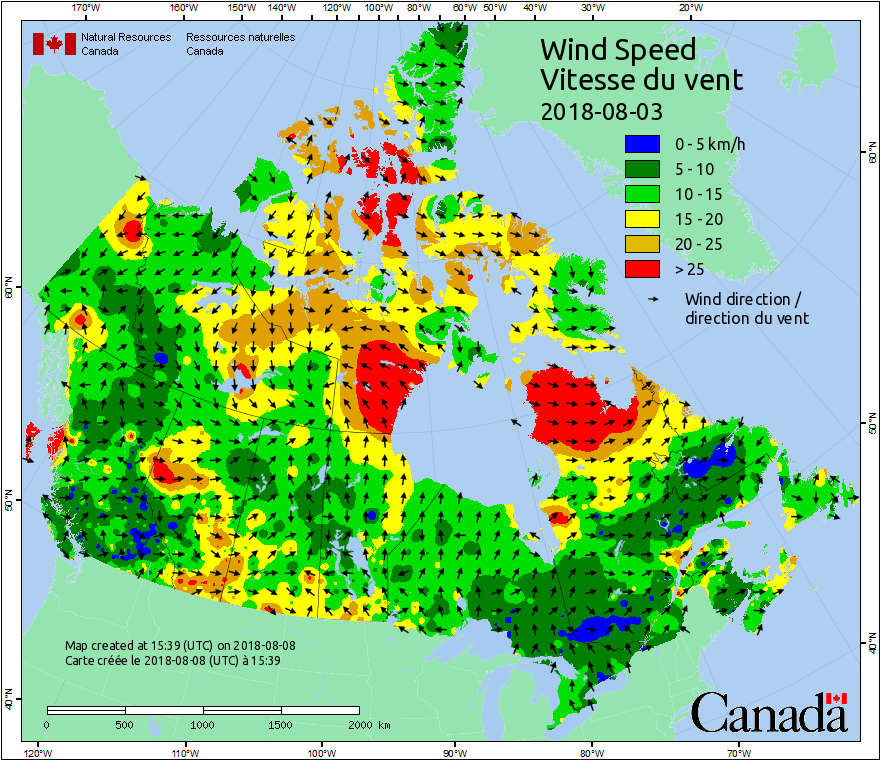 170°W 160°W 150°W 140°W 130°W 120°W 110°W 100°W 90°W 80°W 70°W 60°W 50°W 40°W 30°W 20°W
Natural Resources Ressources naturelles
Canada Canada
Wind Speed
Vitesse du vent
2018-08-03
0 - 5 km/h
5 - 10
10 - 15
15 - 20
20 - 25
> 25
Wind direction /
direction du vent
60°N
60°N
50°N
50°N
40°N
40°N
Map created at 15:39 (UTC) on 2018-08-08
Carte créée le 2018-08-08 (UTC) à 15:39
0 500 1000 1500 2000 km
Canada
120°W 110°W 100°W 90°W 80°W 70°W